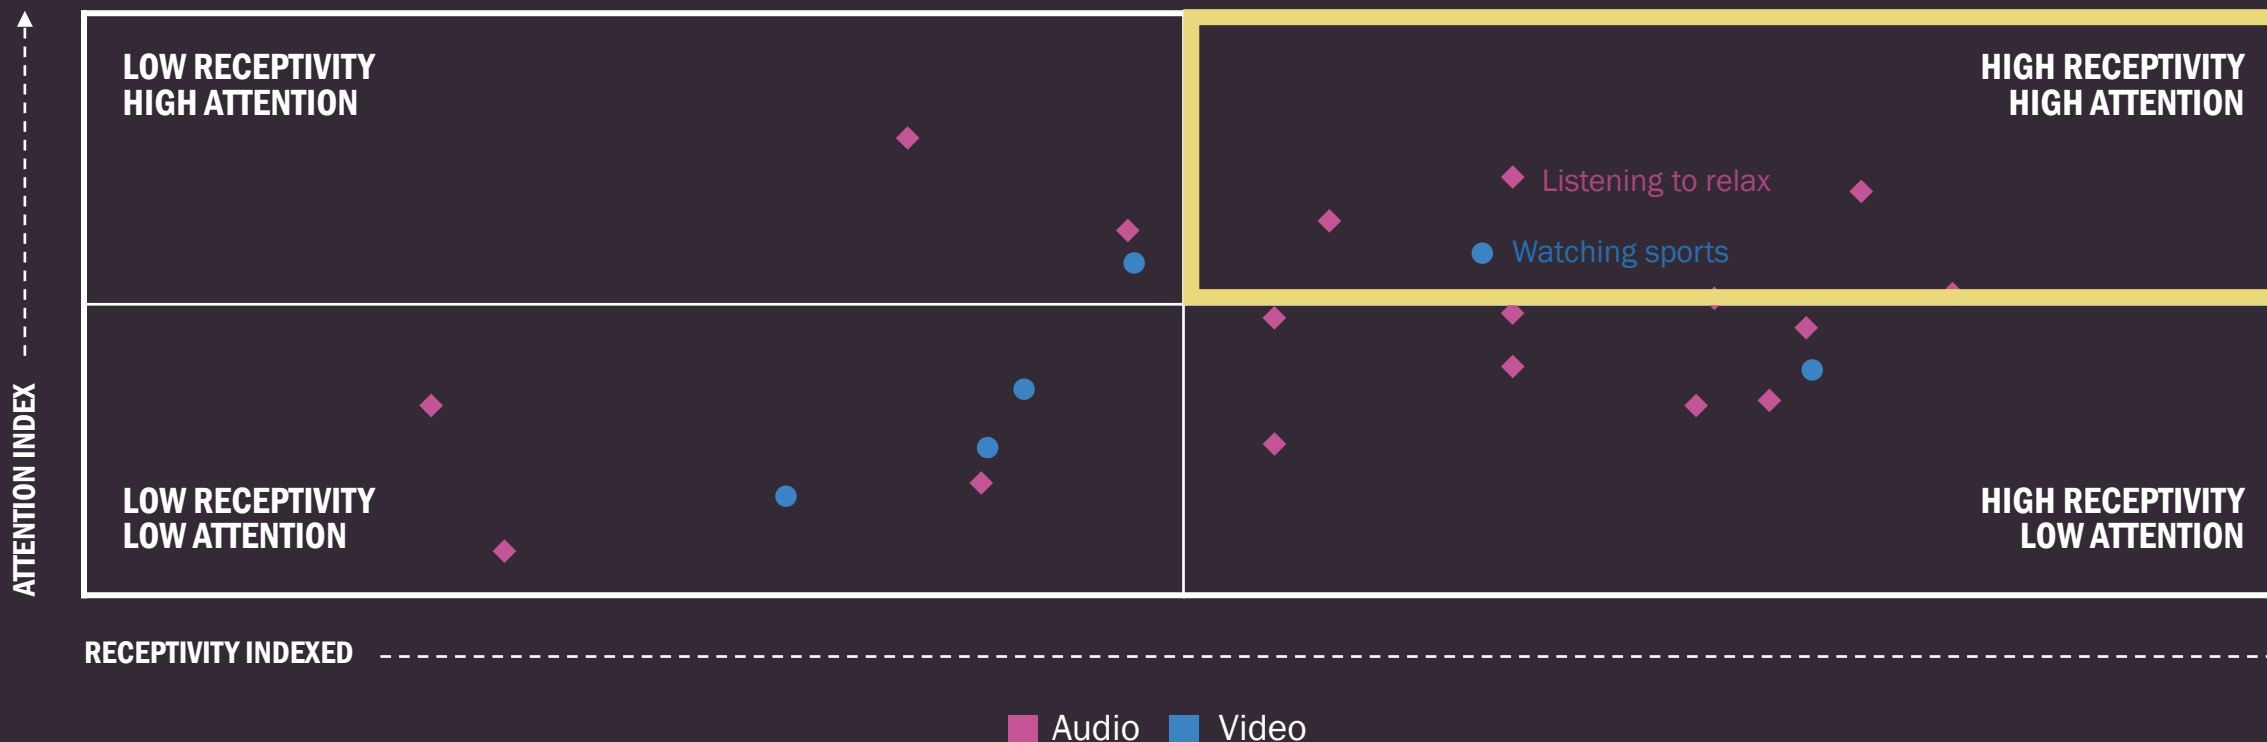 LOW RECEPTIVITY
HIGH ATTENTION
HIGH RECEPTIVITY
HIGH ATTENTION
Listening to relax
Watching sports
LOW RECEPTIVITY
LOW ATTENTION
HIGH RECEPTIVITY
LOW ATTENTION
ATTENTION INDEX
RECEPTIVITY INDEXED
Audio
Video